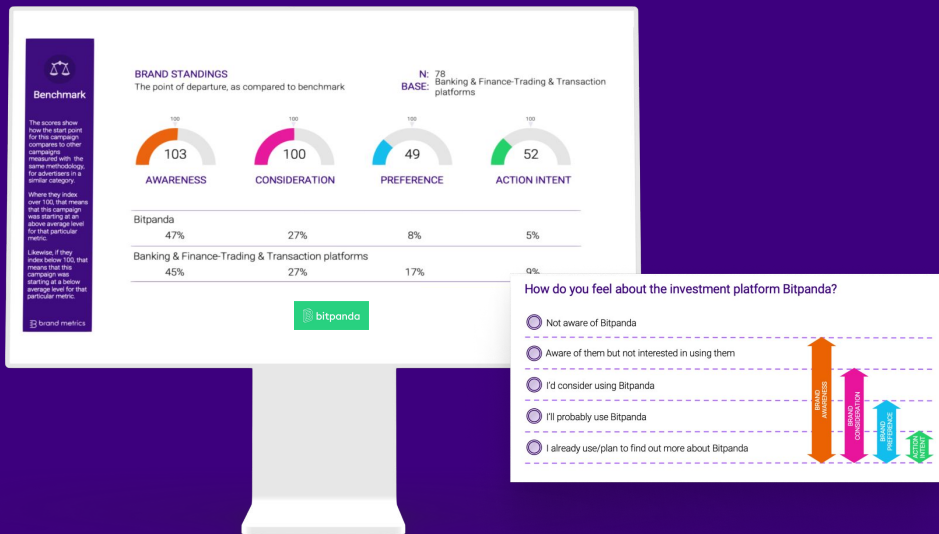 Benchmark
The scores show
how the start point
for this campaign
compares to other
campaigns
measured with the
same methodology,
for advertisers in a
similar category.
Where they index
over 100, that means
that this campaign
was starting at an
above average level
for that particular
metric.
Likewise, if they
index below 100, that
means that this
campaign was
starting at a below
average level for that
particular metric.
brand metrics
BRAND STANDINGS
The point of departure, as compared to benchmark
N: 78
BASE: Banking & Finance-Trading & Transaction
platforms
100 100 100 100
103 100 49 52
AWARENESS CONSIDERATION PREFERENCE ACTION INTENT
Bitpanda
47% 27% 8% 5%
Banking & Finance-Trading & Transaction platforms
45% 27% 17% 9%
bitpanda
How do you feel about the investment platform Bitpanda?
Not aware of Bitpanda
Aware of them but not interested in using them
I'd consider using Bitpanda
I'll probably use Bitpanda
I already use/plan to find out more about Bitpanda
BRAND
AWARENESS
BRAND
CONSIDERATION
BRAND
PREFERENCE
ACTION
INTENT